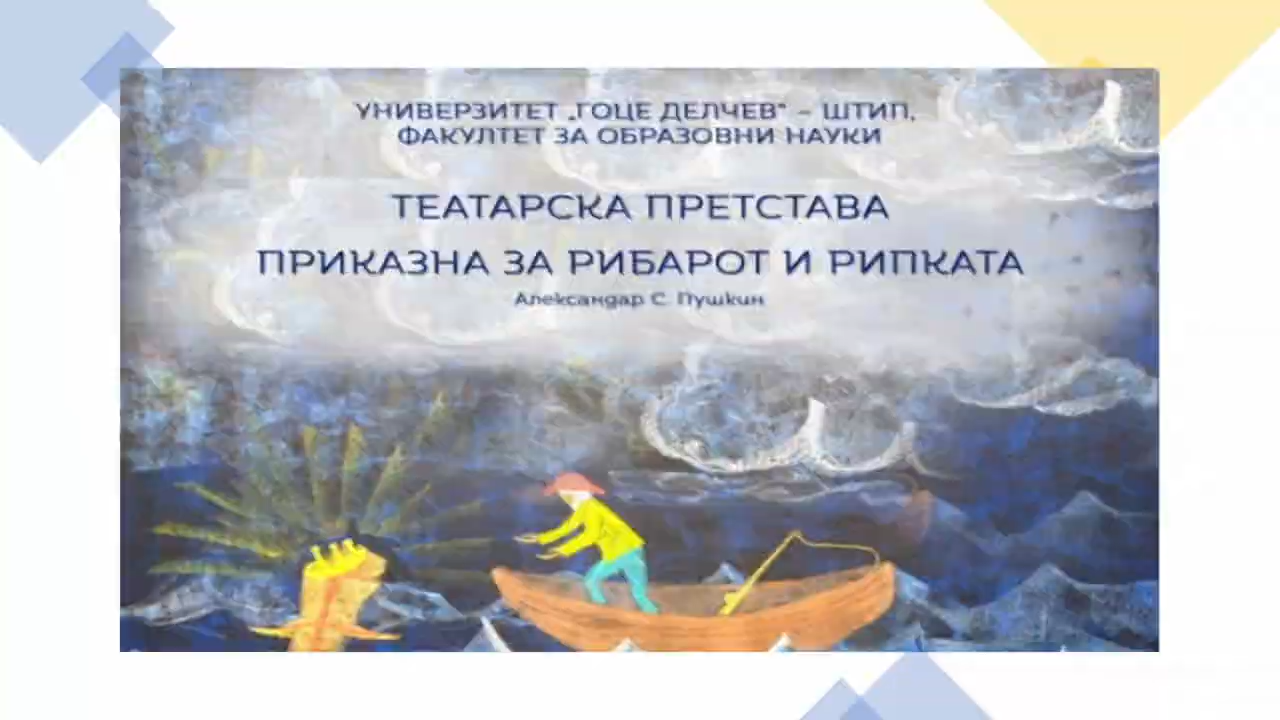 УНИВЕРЗИТЕТ „ГОЦЕ ДЕЛЧЕВ“ – ШТИП,
ФАКУЛТЕТ ЗА ОБРАЗОВНИ НАУКИ
ТЕАТАРСКА ПРЕТСТАВА
ПРИКАЗНА ЗА РИБАРОТ И РИПКАТА
Александар С. Пушкин